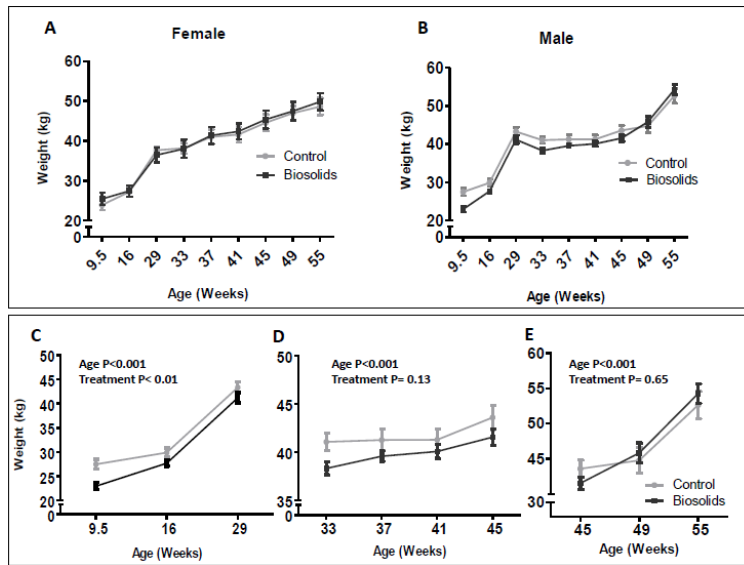 A
Female
60
50
40
30
20
0
Weight (kg)
Control
Biosolids
9.5 16 29 33 37 41 45 49 55
Age (Weeks)
B
Male
60
50
40
30
20
0
Weight (kg)
Control
Biosolids
9.5 16 29 33 37 41 45 49 55
Age (Weeks)
C
Age P<0.001
Treatment P< 0.01
50
45
40
35
30
25
20
0
Weight (kg)
9.5 16 29
Age (Weeks)
D
Age P<0.001
Treatment P= 0.13
50
45
40
35
0
33 37 41 45
Age (Weeks)
E
Age P<0.001
Treatment P= 0.65
60
55
50
45
30
Control
Biosolids
45 49 55
Age (Weeks)